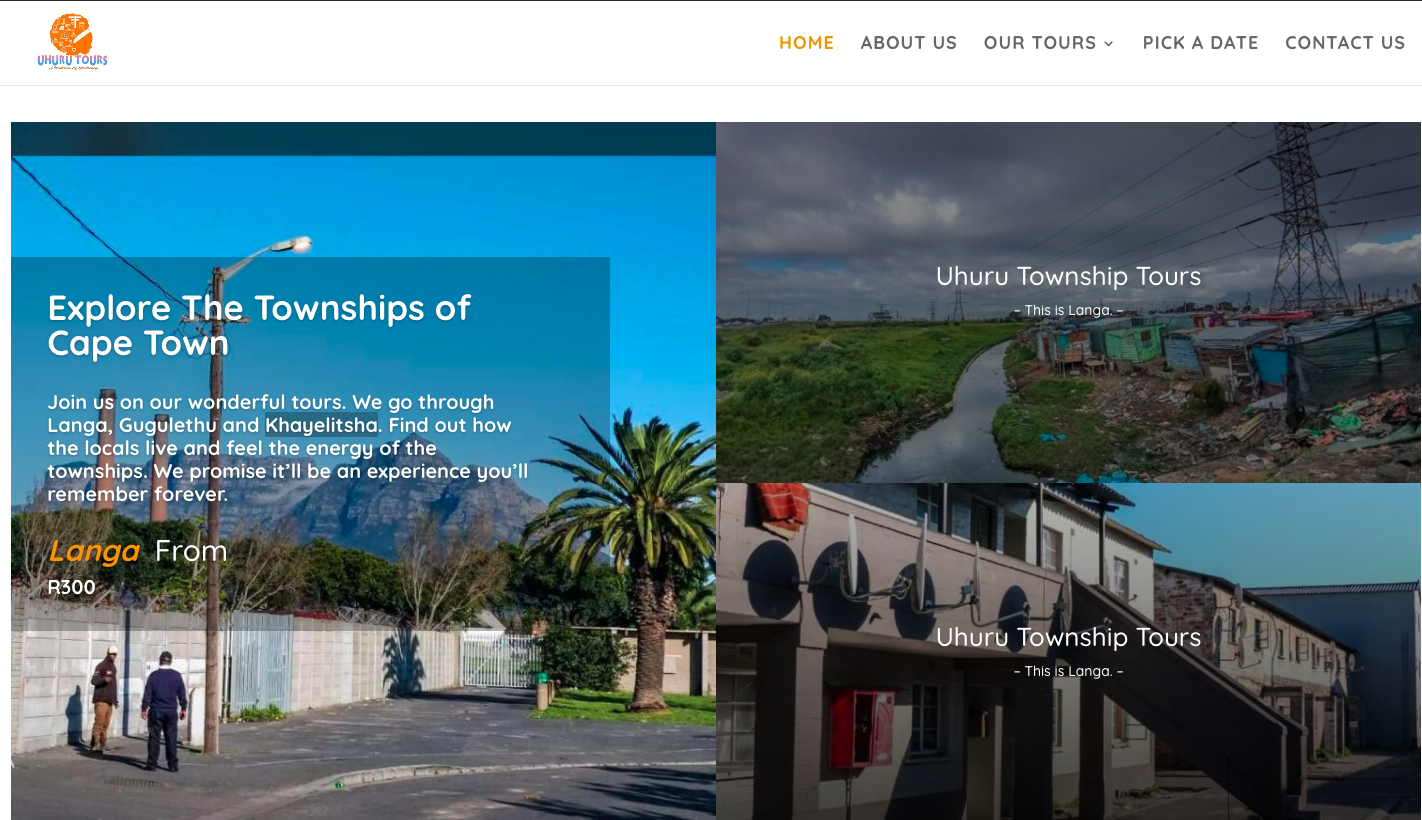 UHURU TOURS
HOME
ABOUT US
OUR TOURS
PICK A DATE
CONTACT US
Explore The Townships of
Cape Town
Join us on our wonderful tours. We go through
Langa, Gugulethu and Khayelitsha. Find out how
the locals live and feel the energy of the
townships. We promise it’ll be an experience you’ll
remember forever.
Langa From
R300
Uhuru Township Tours
– This is Langa. –
Uhuru Township Tours
– This is Langa. –